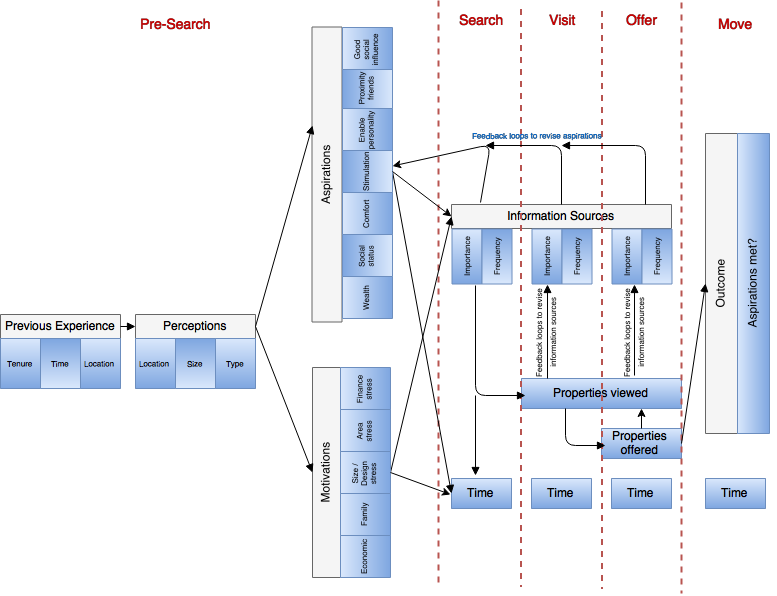 Pre-Search
Search
Visit
Offer
Move
Previous Experience
Tenure
Time
Location
Perceptions
Location
Size
Type
Aspirations
Good
social
influence
Proximity
friends
Enable
personality
Stimulation
Comfort
Social
status
Wealth
Motivations
Finance
stress
Area
stress
Size /
Design
stress
Family
Economic
Feedback loops to revise aspirations
Information Sources
Importance
Frequency
Importance
Frequency
Importance
Frequency
Feedback loops to revise
information sources
Feedback loops to revise
information sources
Properties viewed
Properties
offered
Time
Time
Time
Outcome
Aspirations met?
Time